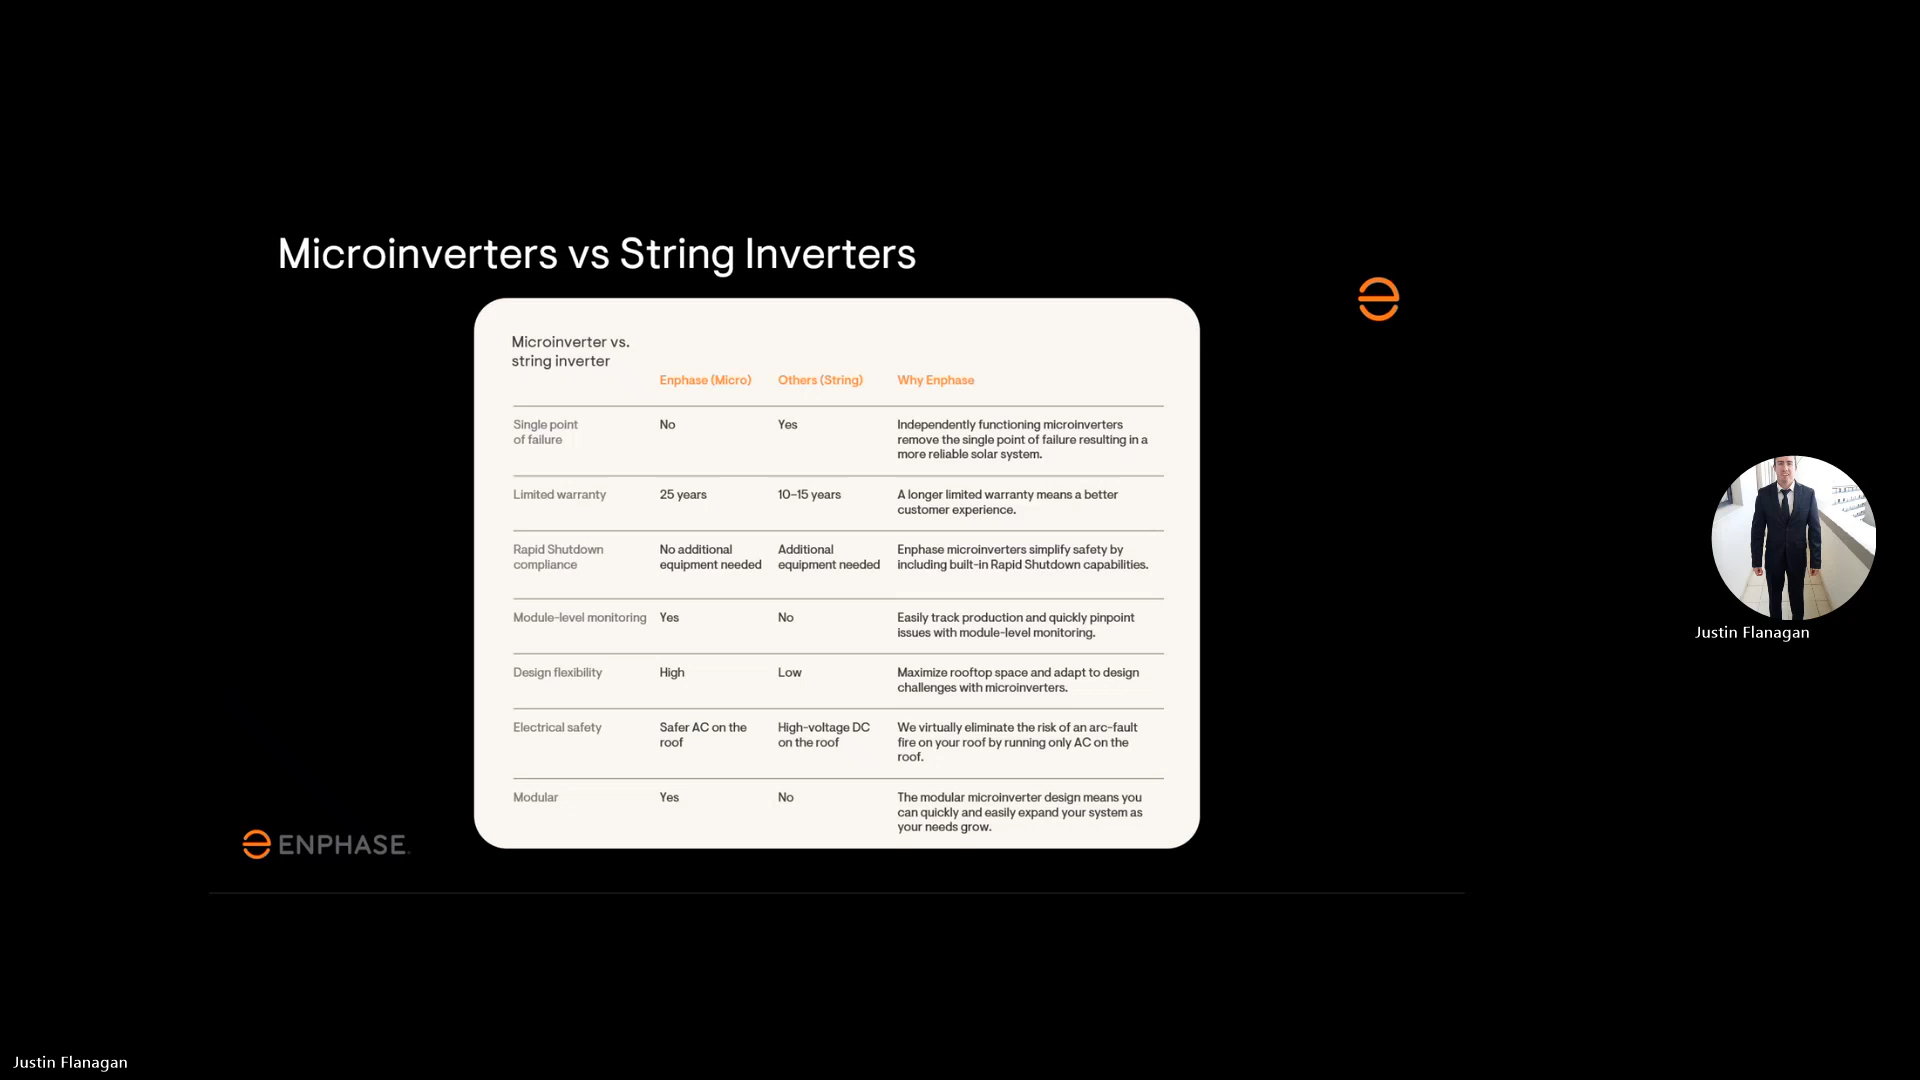 Microinverters vs String Inverters
Microinverter vs.
string inverter
Enphase (Micro) Others (String) Why Enphase
Single point
of failure
No
Yes
Independently functioning microinverters
remove the single point of failure resulting in a
more reliable solar system.
Limited warranty
25 years
10–15 years
A longer limited warranty means a better
customer experience.
Rapid Shutdown
compliance
No additional
equipment needed
Additional
equipment needed
Enphase microinverters simplify safety by
including built-in Rapid Shutdown capabilities.
Module-level monitoring
Yes
No
Easily track production and quickly pinpoint
issues with module-level monitoring.
Design flexibility
High
Low
Maximize rooftop space and adapt to design
challenges with microinverters.
Electrical safety
Safer AC on the
roof
High-voltage DC
on the roof
We virtually eliminate the risk of an arc-fault
fire on your roof by running only AC on the
roof.
Modular
Yes
No
The modular microinverter design means you
can quickly and easily expand your system as
your needs grow.
ENPHASE
Justin Flanagan
Justin Flanagan